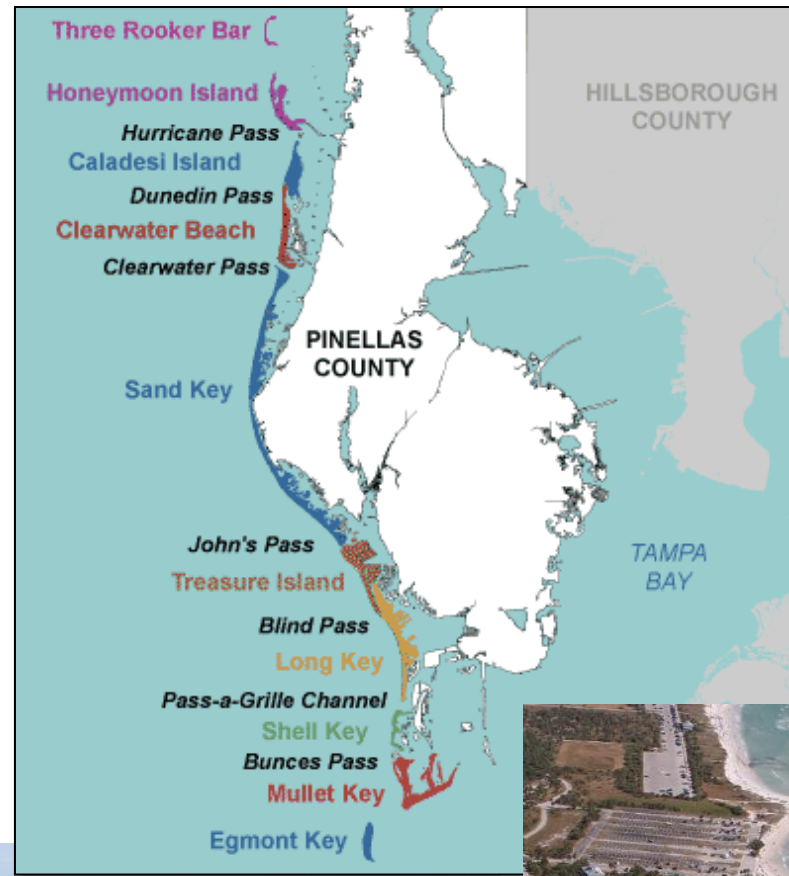 Three Rooker Bar
Honeymoon Island
HILLSBOROUGH
COUNTY
Hurricane Pass
Caladesi Island
Dunedin Pass
Clearwater Beach
Clearwater Pass
PINELLAS
COUNTY
Sand Key
John's Pass
TAMPA
BAY
Treasure Island
Blind Pass
Long Key
Pass-a-Grille Channel
Shell Key
Bunces Pass
Mullet Key
Egmont Key